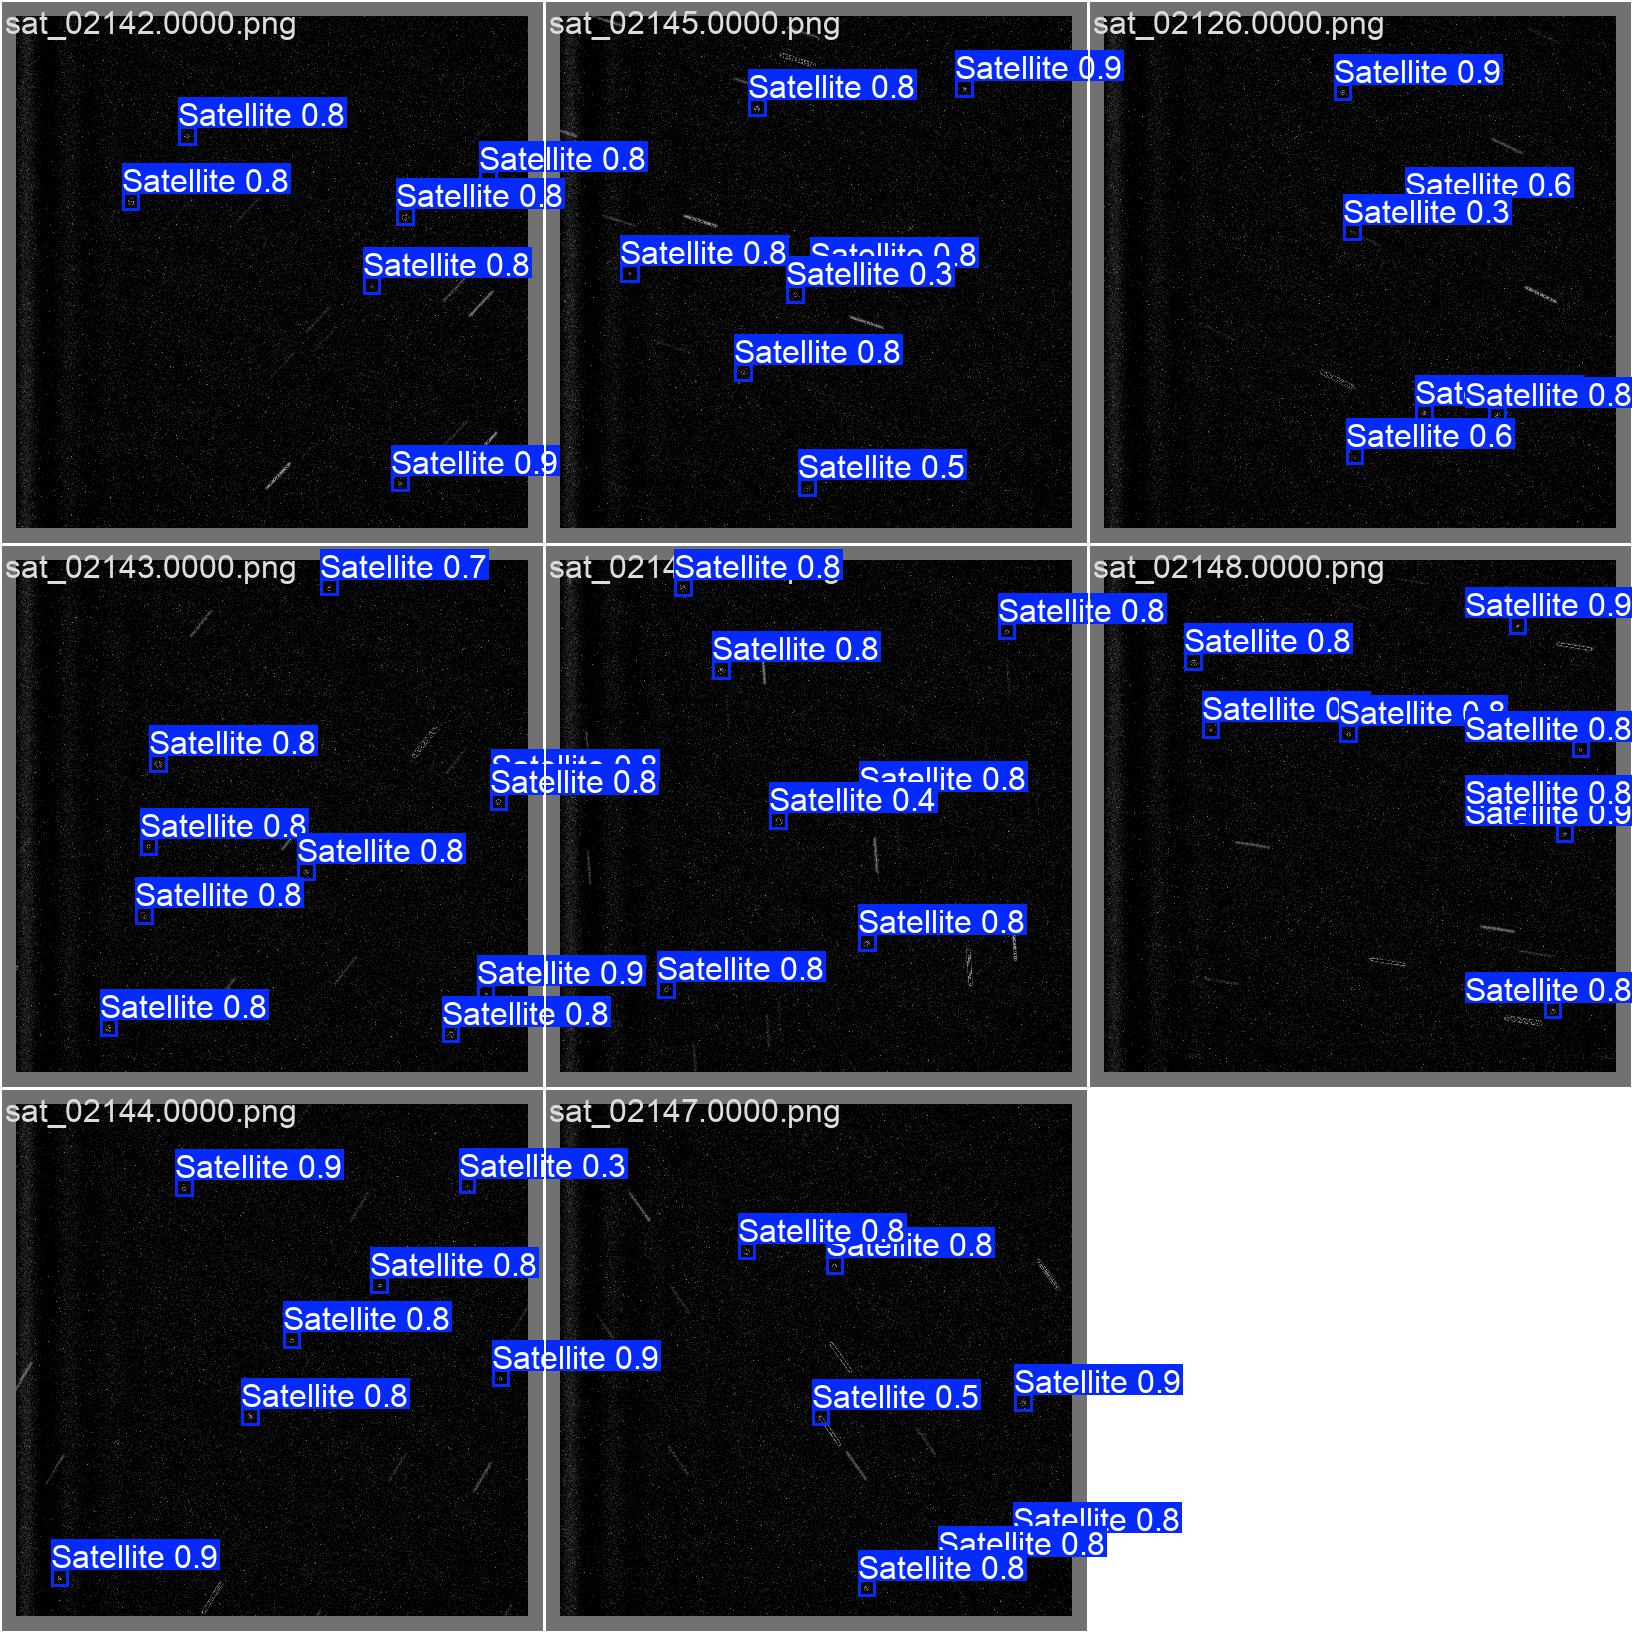 sat_02142.0000.png
Satellite 0.8
Satellite 0.8
Satellite 0.8
Satellite 0.8
Satellite 0.8
Satellite 0.9
sat_02145.0000.png
Satellite 0.9
Satellite 0.8
Satellite 0.8
Satellite 0.8
Satellite 0.3
Satellite 0.8
Satellite 0.5
sat_02126.0000.png
Satellite 0.9
Satellite 0.6
Satellite 0.3
Sat
Satellite 0.8
Satellite 0.6
sat_02143.0000.png
Satellite 0.7
Satellite 0.8
Satellite 0.8
Satellite 0.8
Satellite 0.8
Satellite 0.8
Satellite 0.8
Satellite 0.9
Satellite 0.8
Satellite 0.8
sat_0214
Satellite 0.8
Satellite 0.8
Satellite 0.8
Satellite 0.8
Satellite 0.4
Satellite 0.8
Satellite 0.8
sat_02148.0000.png
Satellite 0.9
Satellite 0.8
Satellite 0
Satellite 0.8
Satellite 0.8
Satellite 0.8
Satellite 0.9
Satellite 0.8
sat_02144.0000.png
Satellite 0.9
Satellite 0.3
Satellite 0.8
Satellite 0.8
Satellite 0.9
Satellite 0.8
Satellite 0.9
sat_02147.0000.png
Satellite 0.8
Satellite 0.8
Satellite 0.9
Satellite 0.5
Satellite 0.8
Satellite 0.8
Satellite 0.8